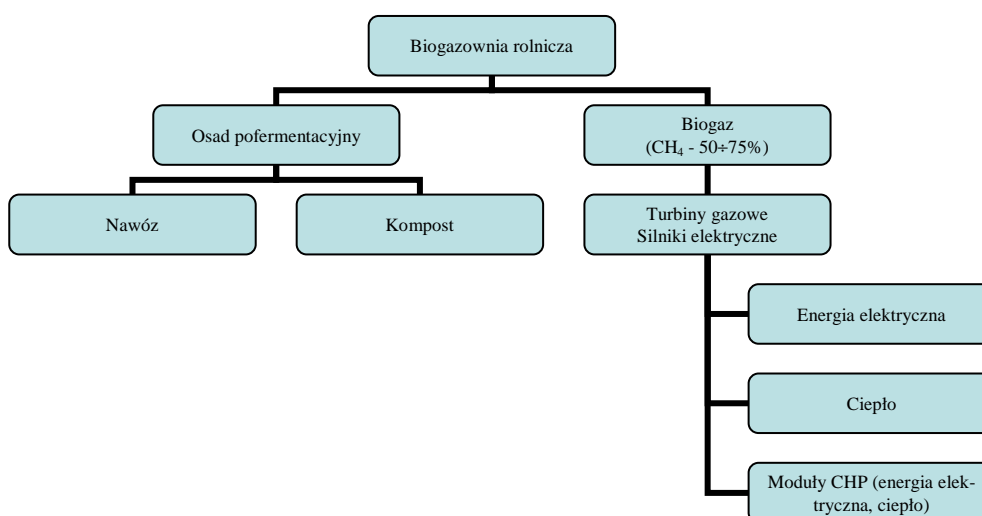 Biogazownia rolnicza
Osad pofermentacyjny
Biogaz
(CH₄ - 50÷75%)
Nawóz
Kompost
Turbiny gazowe
Silniki elektryczne
Energia elektryczna
Ciepło
Moduły CHP (energia elek-
tryczna, ciepło)